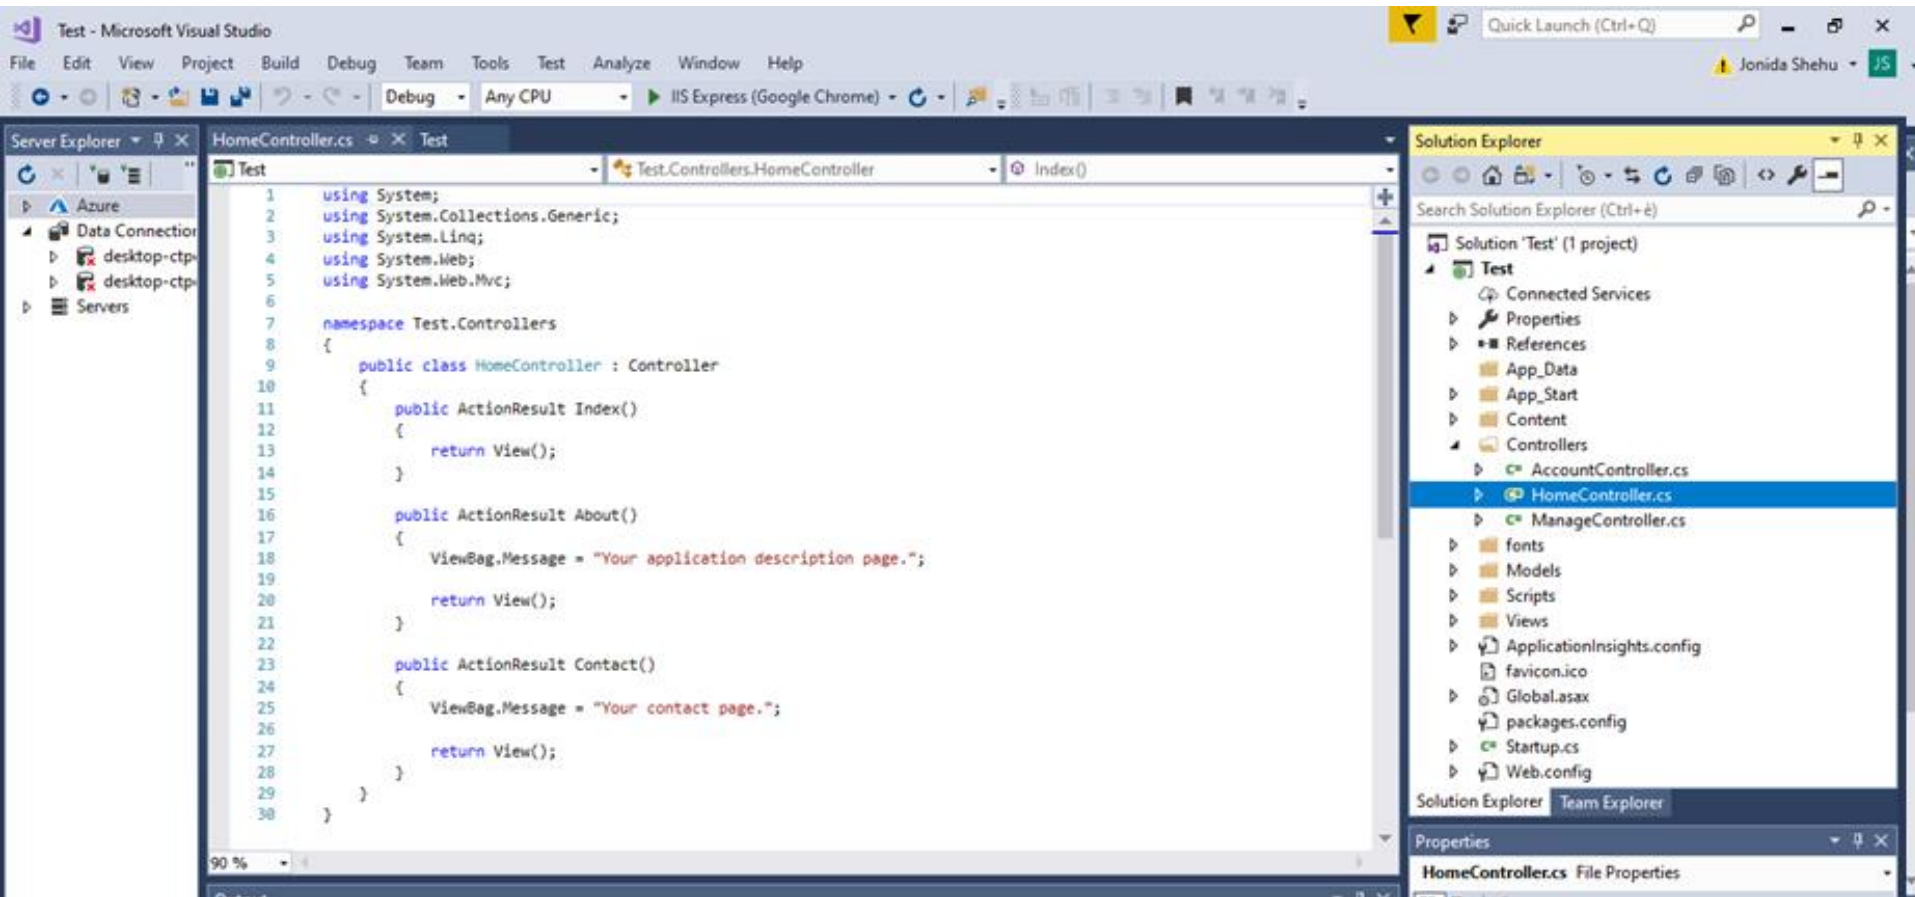 Test - Microsoft Visual Studio
Quick Launch (Ctrl+Q)
File Edit View Project Build Debug Team Tools Test Analyze Window Help
Jonida Shehu JS
Debug Any CPU IIS Express (Google Chrome)
Server Explorer
Azure
Data Connection
desktop-ctp
desktop-ctp
Servers
HomeController.cs Test
Test Test.Controllers.HomeController Index()
1 using System;
2 using System.Collections.Generic;
3 using System.Linq;
4 using System.Web;
5 using System.Web.Mvc;
6
7 namespace Test.Controllers
8 {
9 public class HomeController : Controller
10 {
11 public ActionResult Index()
12 {
13 return View();
14 }
15
16 public ActionResult About()
17 {
18 ViewBag.Message = "Your application description page.";
19
20 return View();
21 }
22
23 public ActionResult Contact()
24 {
25 ViewBag.Message = "Your contact page.";
26
27 return View();
28 }
29 }
30 }
90 %
Solution Explorer
Search Solution Explorer (Ctrl+è)
Solution 'Test' (1 project)
Test
Connected Services
Properties
References
App_Data
App_Start
Content
Controllers
C# AccountController.cs
HomeController.cs
C# ManageController.cs
fonts
Models
Scripts
Views
ApplicationInsights.config
favicon.ico
Global.asax
packages.config
C# Startup.cs
Web.config
Solution Explorer Team Explorer
Properties
HomeController.cs File Properties